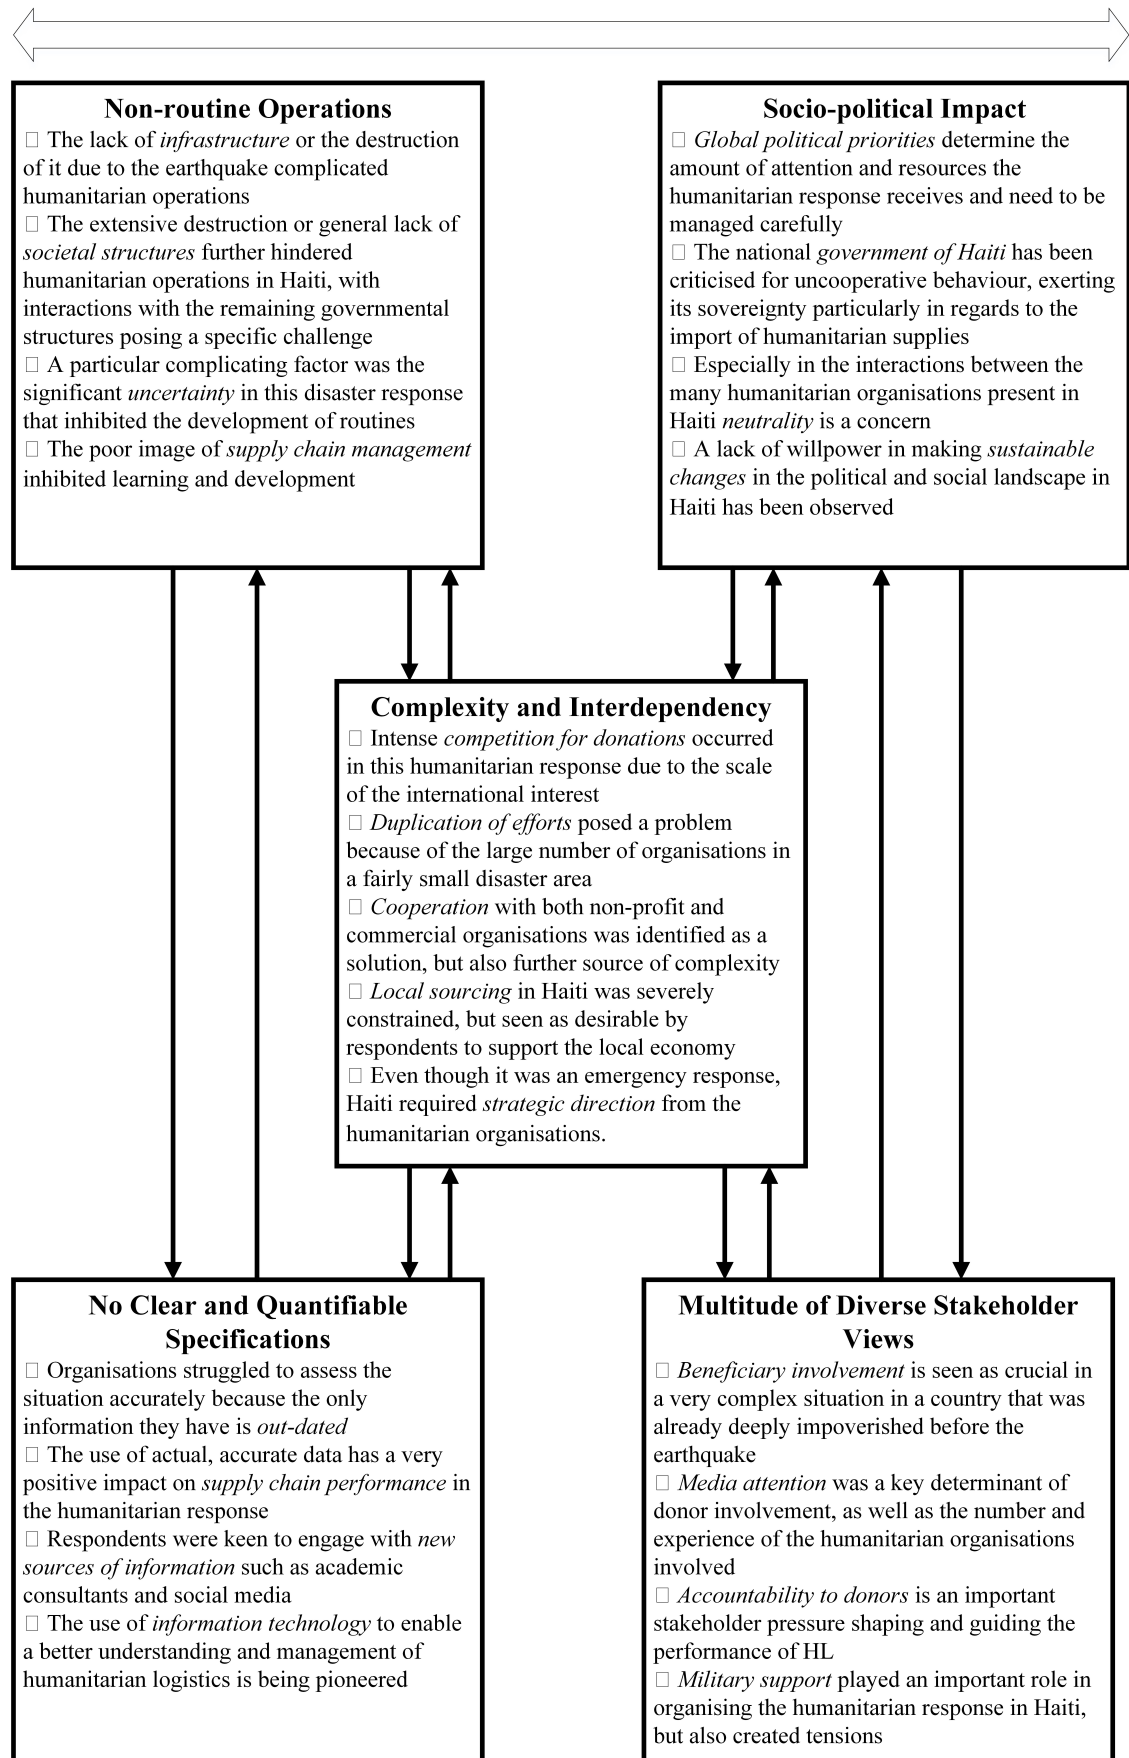 Non-routine Operations
□ The lack of infrastructure or the destruction
of it due to the earthquake complicated
humanitarian operations
□ The extensive destruction or general lack of
societal structures further hindered
humanitarian operations in Haiti, with
interactions with the remaining governmental
structures posing a specific challenge
□ A particular complicating factor was the
significant uncertainty in this disaster response
that inhibited the development of routines
□ The poor image of supply chain management
inhibited learning and development
Socio-political Impact
□ Global political priorities determine the
amount of attention and resources the
humanitarian response receives and need to be
managed carefully
□ The national government of Haiti has been
criticised for uncooperative behaviour, exerting
its sovereignty particularly in regards to the
import of humanitarian supplies
□ Especially in the interactions between the
many humanitarian organisations present in
Haiti neutrality is a concern
□ A lack of willpower in making sustainable
changes in the political and social landscape in
Haiti has been observed
Complexity and Interdependency
□ Intense competition for donations occurred
in this humanitarian response due to the scale
of the international interest
□ Duplication of efforts posed a problem
because of the large number of organisations in
a fairly small disaster area
□ Cooperation with both non-profit and
commercial organisations was identified as a
solution, but also further source of complexity
□ Local sourcing in Haiti was severely
constrained, but seen as desirable by
respondents to support the local economy
□ Even though it was an emergency response,
Haiti required strategic direction from the
humanitarian organisations.
No Clear and Quantifiable
Specifications
□ Organisations struggled to assess the
situation accurately because the only
information they have is out-dated
□ The use of actual, accurate data has a very
positive impact on supply chain performance in
the humanitarian response
□ Respondents were keen to engage with new
sources of information such as academic
consultants and social media
□ The use of information technology to enable
a better understanding and management of
humanitarian logistics is being pioneered
Multitude of Diverse Stakeholder
Views
□ Beneficiary involvement is seen as crucial in
a very complex situation in a country that was
already deeply impoverished before the
earthquake
□ Media attention was a key determinant of
donor involvement, as well as the number and
experience of the humanitarian organisations
involved
□ Accountability to donors is an important
stakeholder pressure shaping and guiding the
performance of HL
□ Military support played an important role in
organising the humanitarian response in Haiti,
but also created tensions